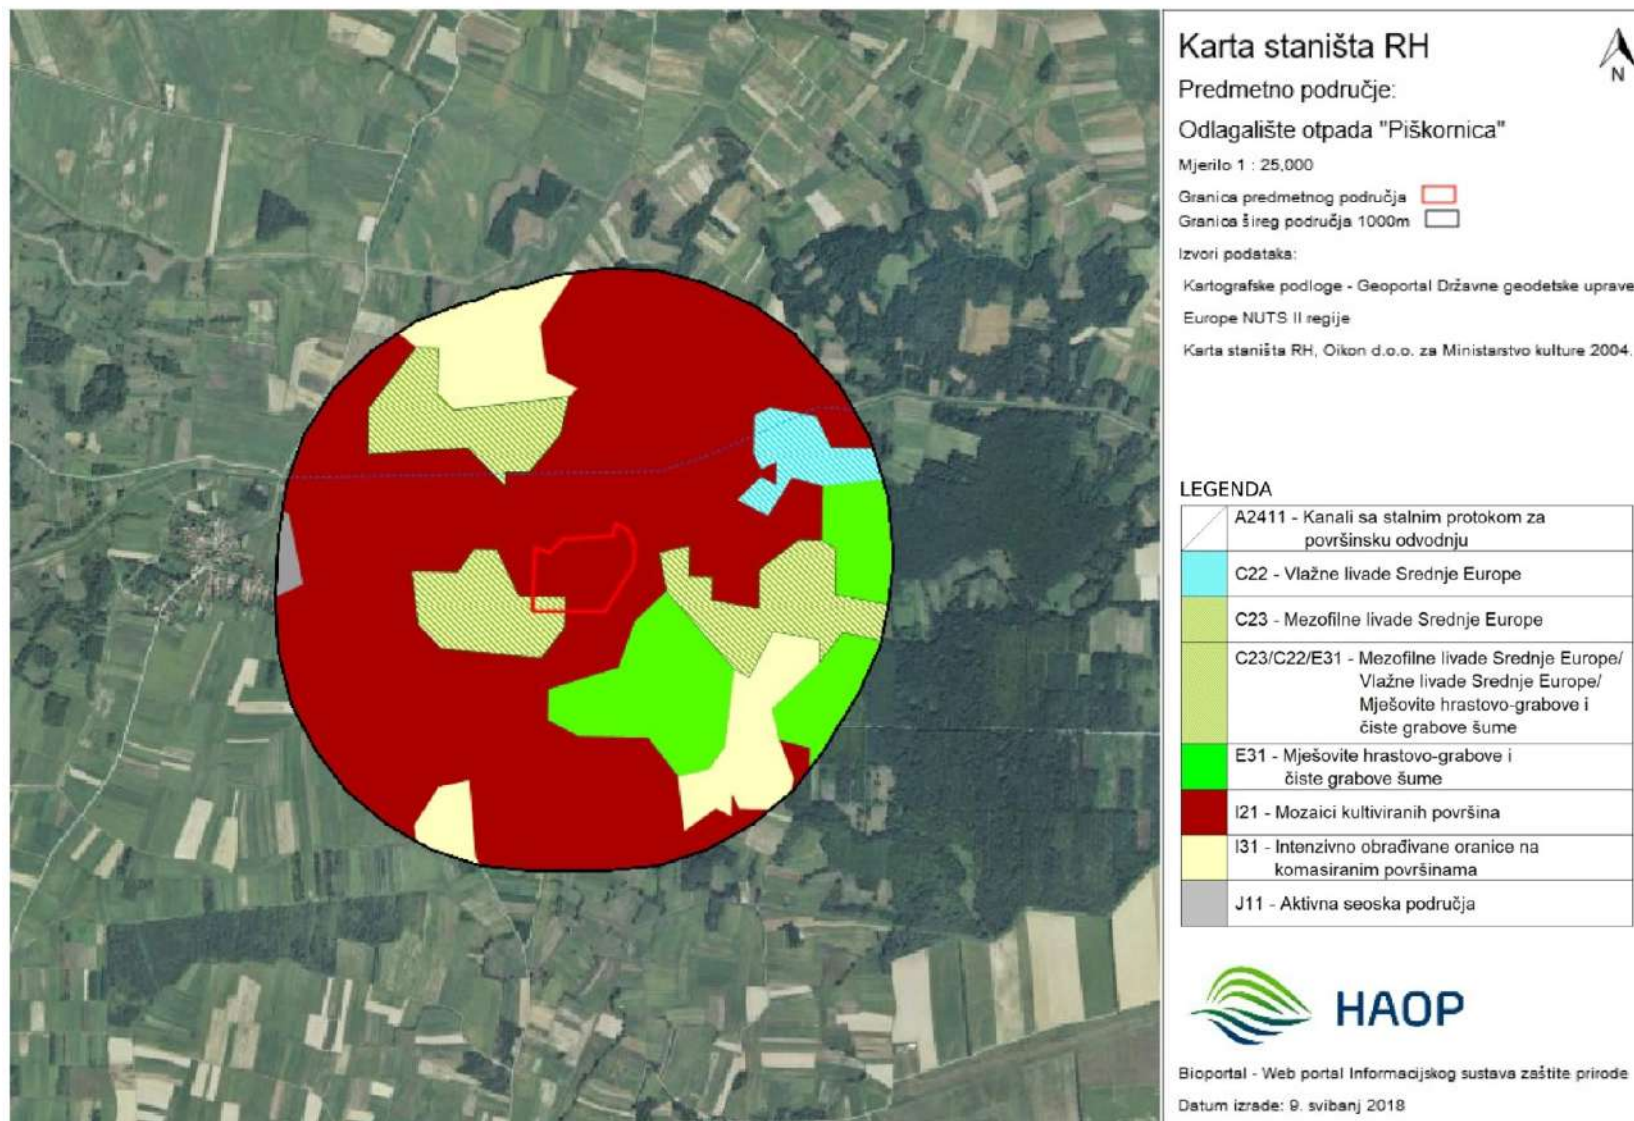 Karta staništa RH
N
Predmetno područje:
Odlagalište otpada "Piškornica"
Mjerilo 1 : 25,000
Granica predmetnog područja
Granica šireg područja 1000m
Izvori podataka:
Kartografske podloge - Geoportal Državne geodetske uprave
Europe NUTS II regije
Karta staništa RH, Oikon d.o.o. za Ministarstvo kulture 2004.
LEGENDA
A2411 - Kanali sa stalnim protokom za
površinsku odvodnju
C22 - Vlažne livade Srednje Europe
C23 - Mezofilne livade Srednje Europe
C23/C22/E31 - Mezofilne livade Srednje Europe/
Vlažne livade Srednje Europe/
Mješovite hrastovo-grabove i
čiste grabove šume
E31 - Mješovite hrastovo-grabove i
čiste grabove šume
I21 - Mozaici kultiviranih površina
I31 - Intenzivno obrađivane oranice na
komasiranim površinama
J11 - Aktivna seoska područja
HAOP
Bioportal - Web portal Informacijskog sustava zaštite prirode
Datum izrade: 9. svibanj 2018